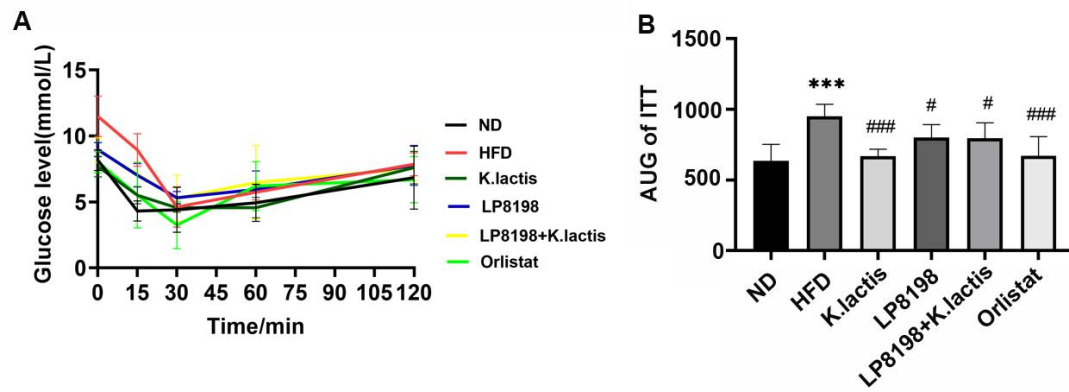 A
Glucose level(mmol/L)
15
10
5
0
0 15 30 45 60 75 90 105 120
Time/min
ND
HFD
K.lactis
LP8198
LP8198+K.lactis
Orlistat
B
AUG of ITT
1500
1000
500
0
***
###
#
#
###
ND
HFD
K.lactis
LP8198
LP8198+K.lactis
Orlistat